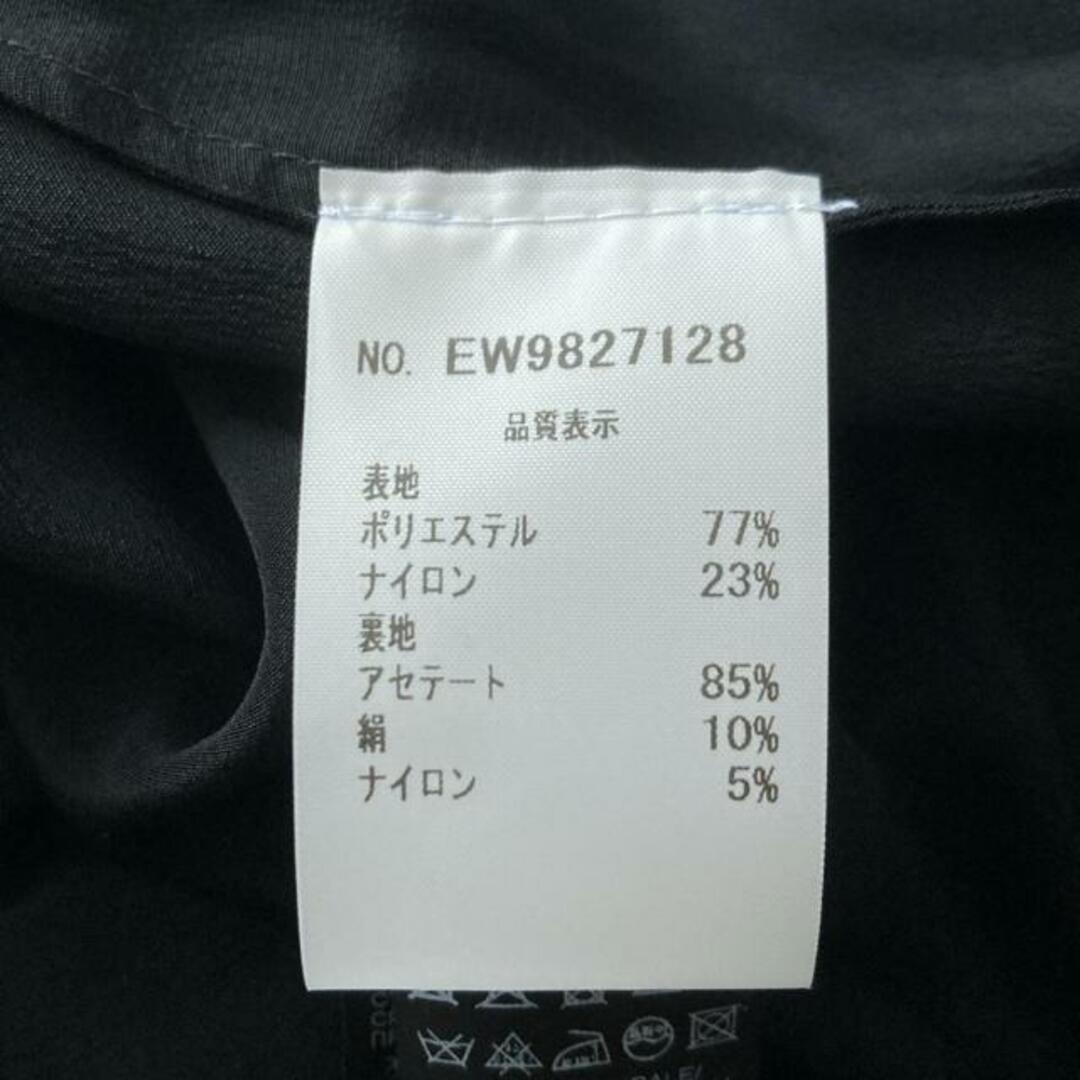 NO. EW9827128
品質表示
表地
ポリエステル 77%
ナイロン 23%
裏地
アセテート 85%
絹 10%
ナイロン 5%